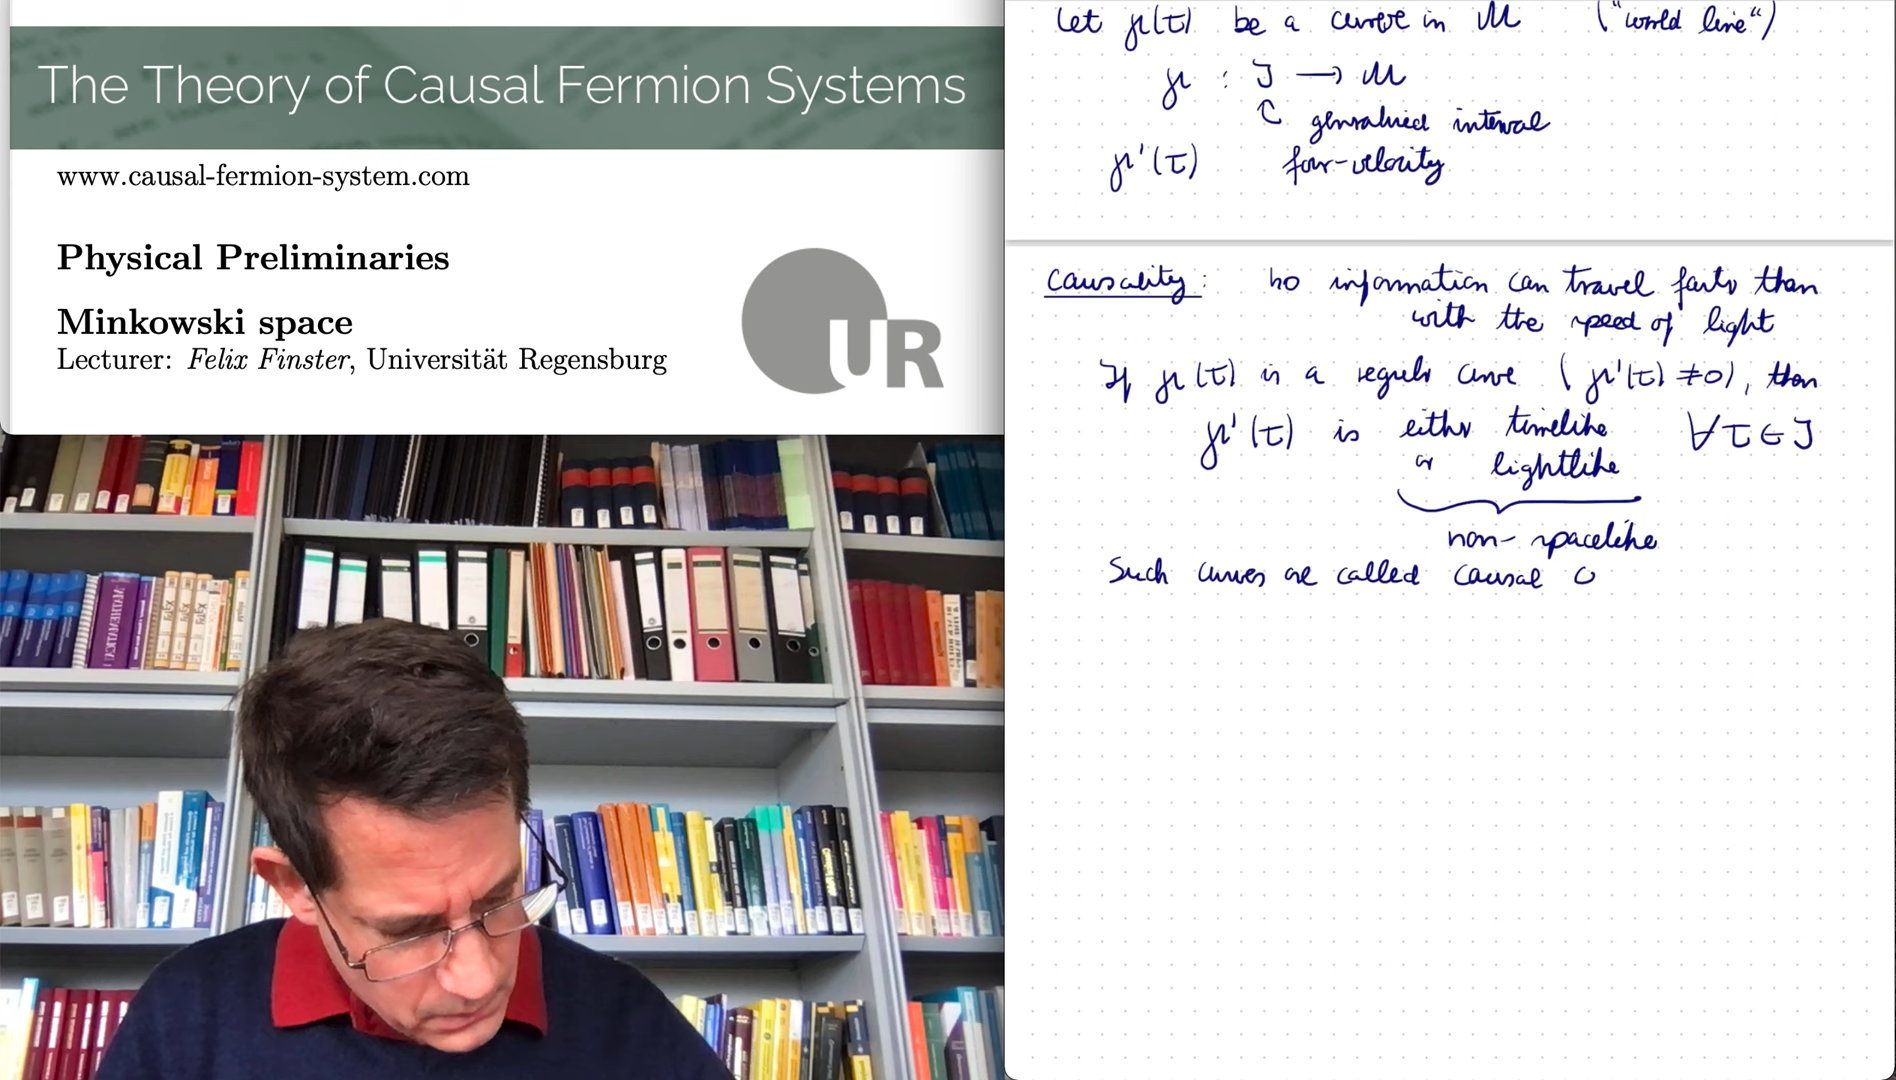 The Theory of Causal Fermion Systems
www.causal-fermion-system.com
Physical Preliminaries
Minkowski space
Lecturer: Felix Finster, Universität Regensburg
UR
Let γ(τ) be a curve in M ("world line")
γ : J → M
generalized interval
γ'(τ) four-velocity
Causality: no information can travel faster than
with the speed of light
If γ(τ) is a regular curve (γ'(τ) ≠ 0), then
γ'(τ) is either timelike ∀ τ ∈ J
or lightlike
non-spacelike
Such curves are called causal c
MATHEMATICA